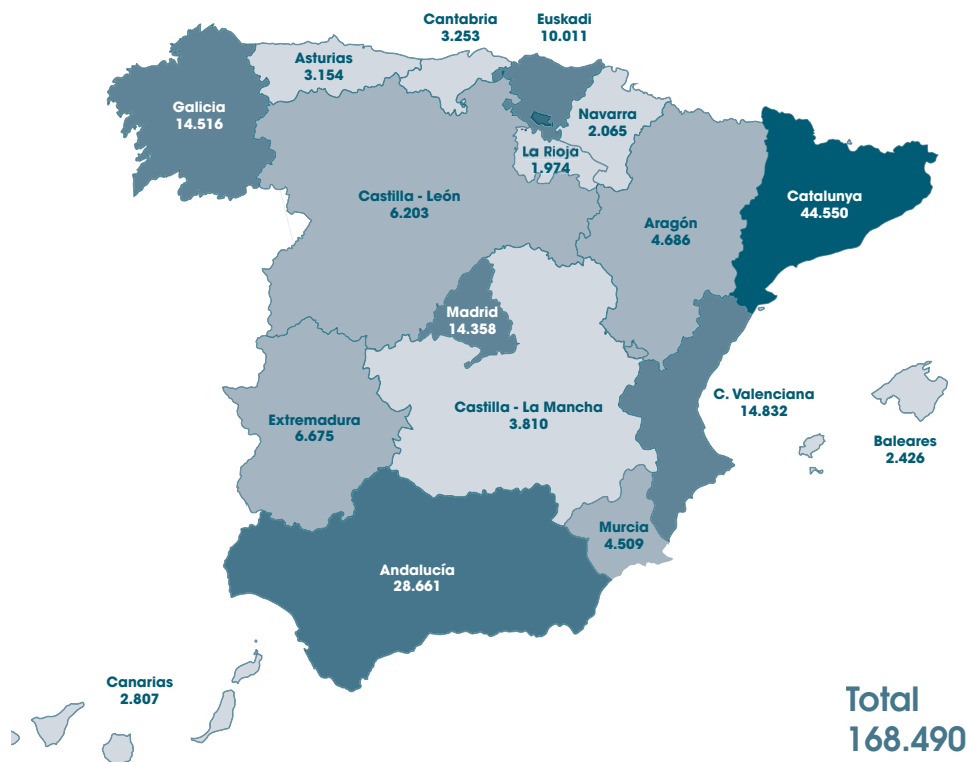 Cantabria
3.253
Euskadi
10.011
Asturias
3.154
Galicia
14.516
Navarra
2.065
La Rioja
1.974
Castilla - León
6.203
Aragón
4.686
Catalunya
44.550
Madrid
14.358
C. Valenciana
14.832
Extremadura
6.675
Castilla - La Mancha
3.810
Baleares
2.426
Murcia
4.509
Andalucía
28.661
Canarias
2.807
Total
168.490